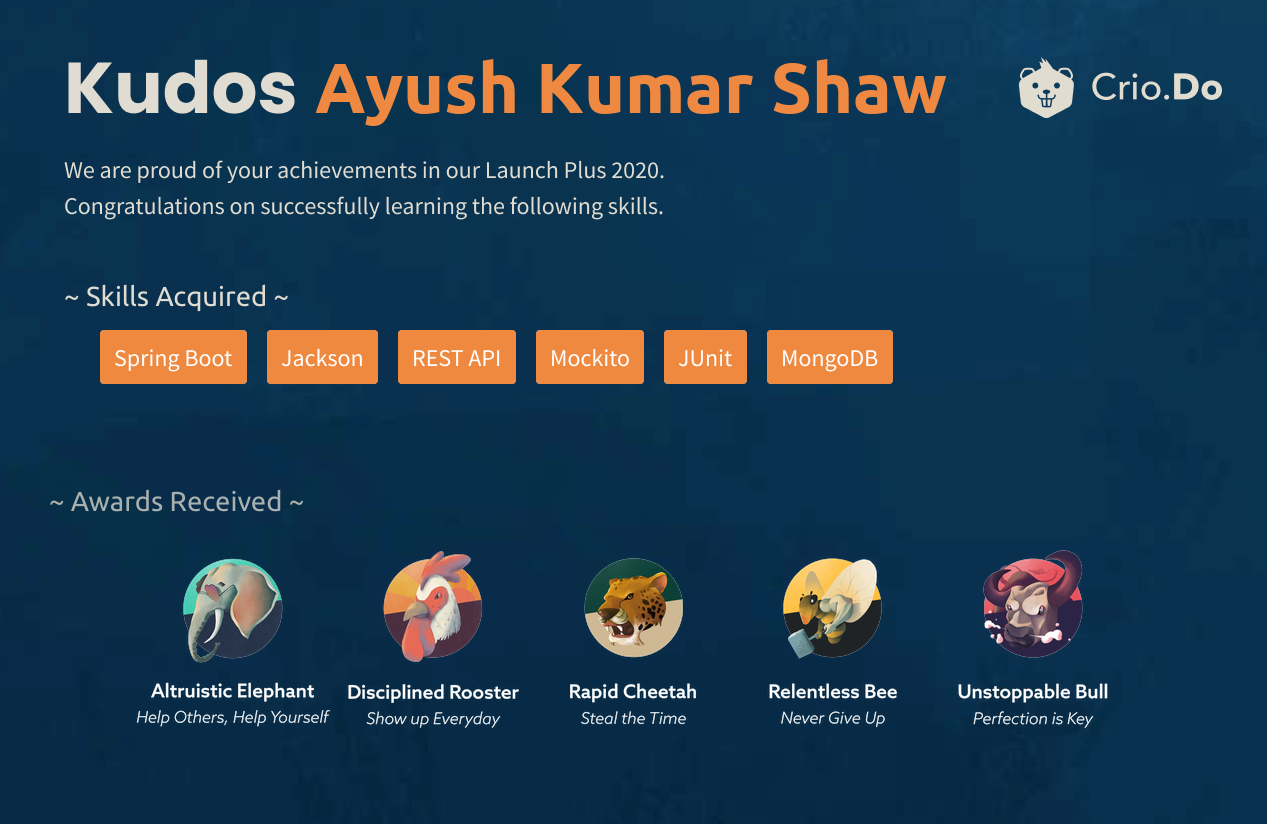 Kudos Ayush Kumar Shaw
Crio.Do
We are proud of your achievements in our Launch Plus 2020.
Congratulations on successfully learning the following skills.
~ Skills Acquired ~
Spring Boot Jackson REST API Mockito JUnit MongoDB
~ Awards Received ~
Altruistic Elephant Disciplined Rooster Rapid Cheetah Relentless Bee Unstoppable Bull
Help Others, Help Yourself Show up Everyday Steal the Time Never Give Up Perfection is Key